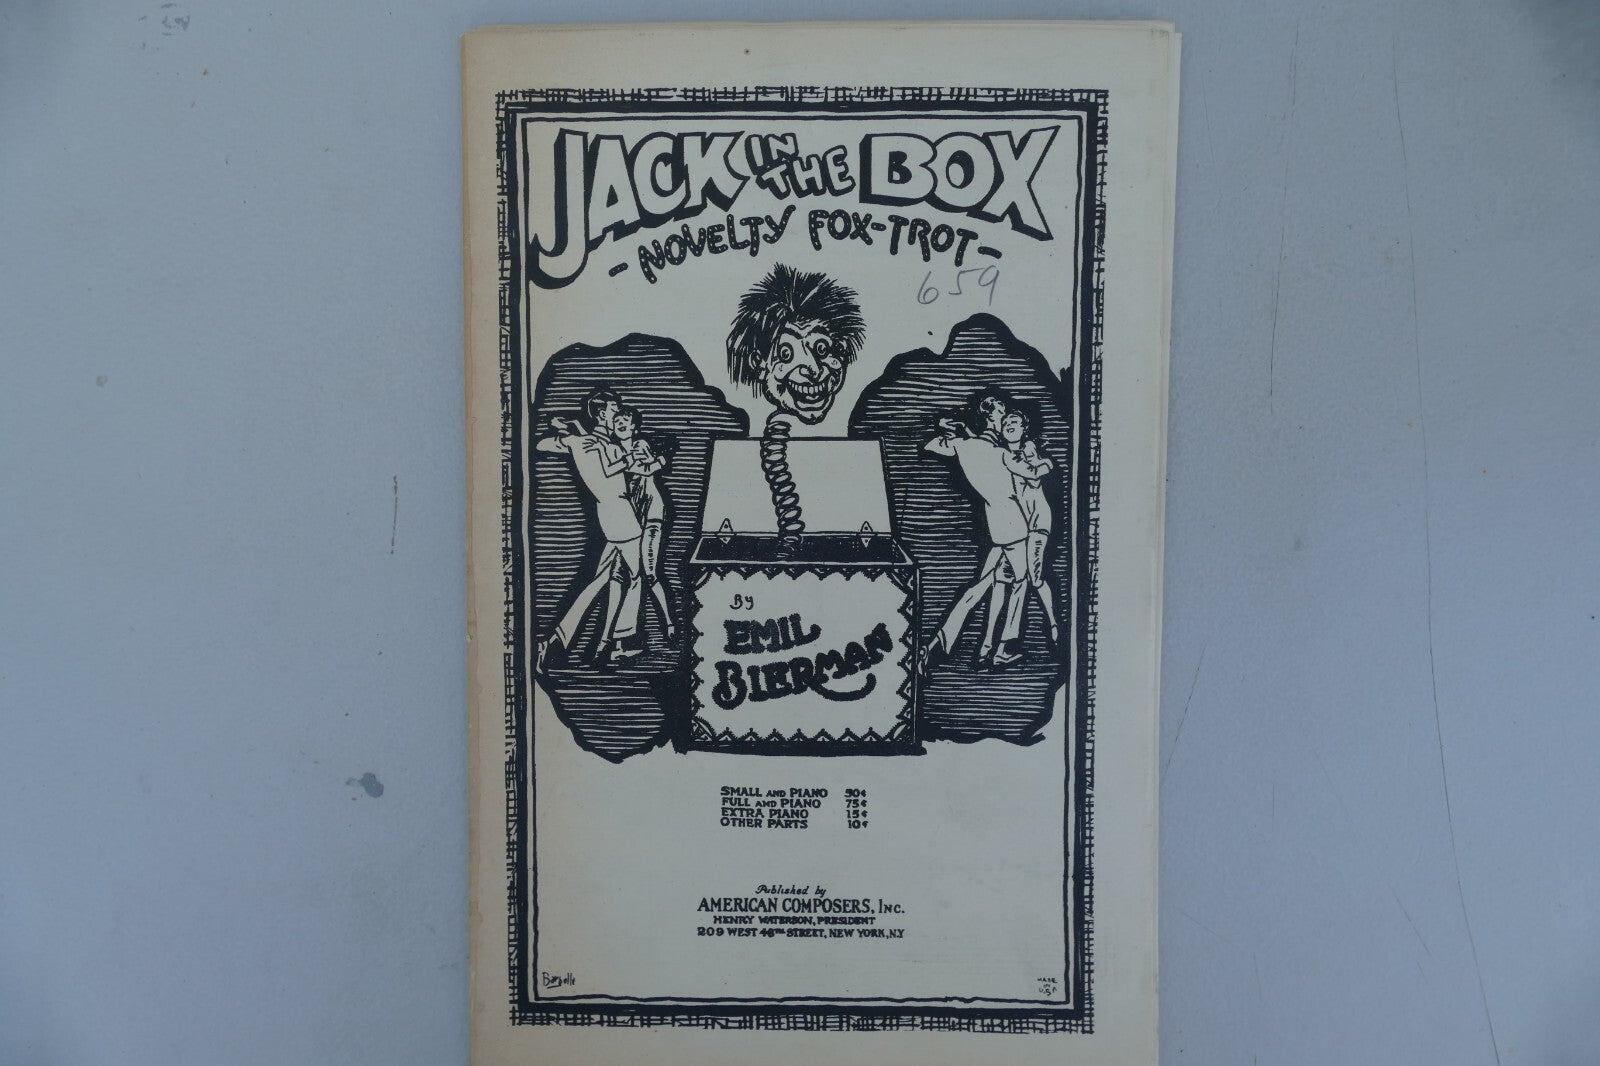 JACK IN THE BOX
- NOVELTY FOX-TROT -
659
BY
EMIL
BIERMAN
SMALL AND PIANO 50¢
FULL AND PIANO 75¢
EXTRA PIANO 15¢
OTHER PARTS 10¢
Published by
AMERICAN COMPOSERS, INC.
HENRY WATERSON, PRESIDENT
209 WEST 48TH STREET, NEW YORK, N.Y
Barbelle
MADE
IN
U.S.A